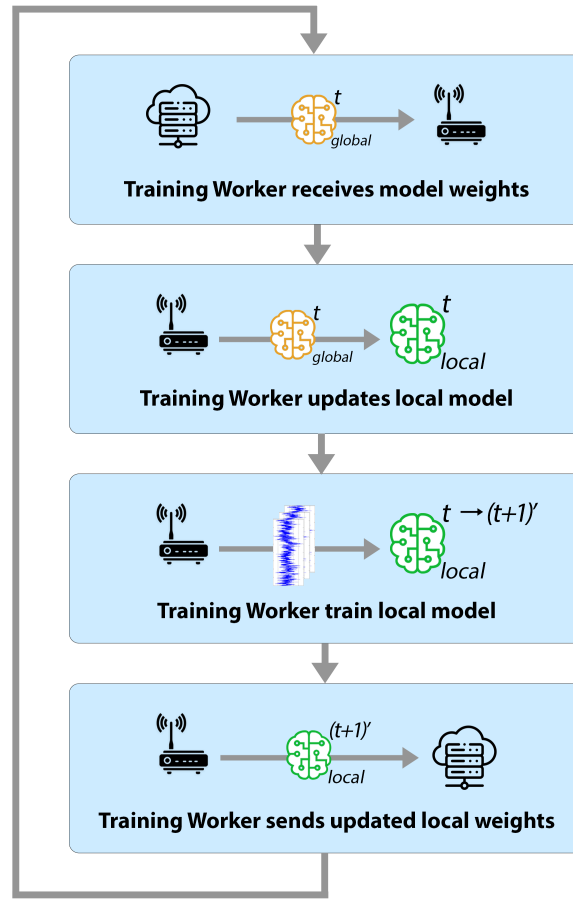 t
global
Training Worker receives model weights
t
global
t
local
Training Worker updates local model
t → (t+1)′
local
Training Worker train local model
(t+1)′
local
Training Worker sends updated local weights